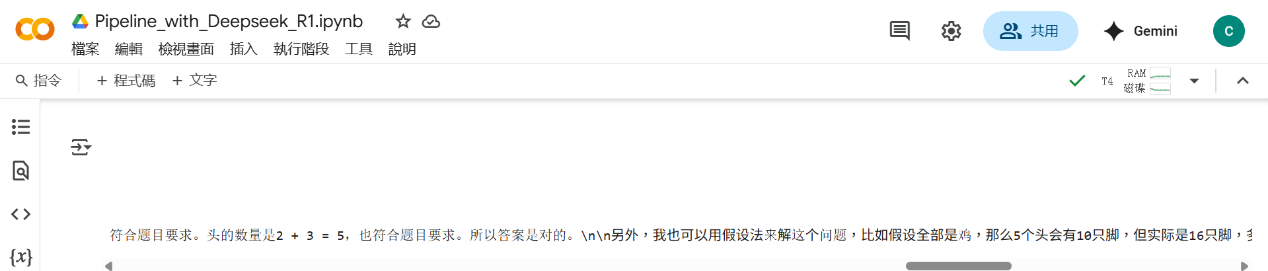 Pipeline_with_Deepseek_R1.ipynb
檔案 編輯 檢視畫面 插入 執行階段 工具 說明
共用
Gemini
C
指令 + 程式碼 + 文字
T4
RAM
磁碟
{x}
符合题目要求。头的数量是2 + 3 = 5，也符合题目要求。所以答案是对的。\n\n另外，我也可以用假设法来解这个问题，比如假设全部是鸡，那么5个头会有10只脚，但实际是16只脚，